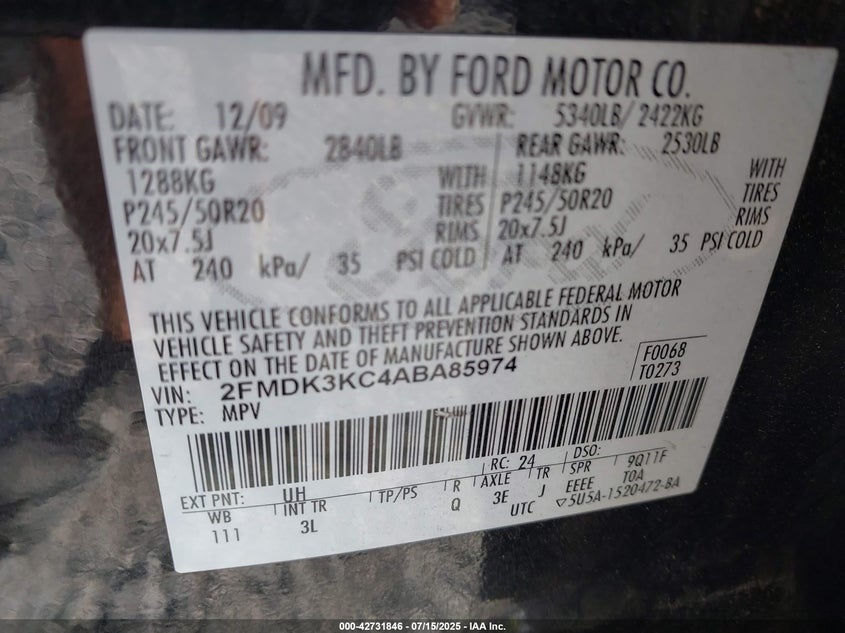 MFD. BY FORD MOTOR CO.
DATE: 12/09 GVWR: 5340LB/ 2422KG
FRONT GAWR: 2840LB REAR GAWR: 2530LB
1288KG WITH 1148KG WITH
P245/50R20 TIRES P245/50R20 TIRES
20x7.5J RIMS 20x7.5J RIMS
AT 240 kPa/ 35 PSI COLD AT 240 kPa/ 35 PSI COLD
THIS VEHICLE CONFORMS TO ALL APPLICABLE FEDERAL MOTOR
VEHICLE SAFETY AND THEFT PREVENTION STANDARDS IN
EFFECT ON THE DATE OF MANUFACTURE SHOWN ABOVE.
VIN: 2FMDK3KC4ABA85974 F0068
TYPE: MPV T0273
EXT PNT: UH RC: 24 DSO:
WB INT TR TP/PS R AXLE TR SPR 9Q11F
111 3L Q 3E J EEEE TOA
UTC ▽5U5A-1520472-BA
000-42731846 / 07/15/2025 - IAA Inc.